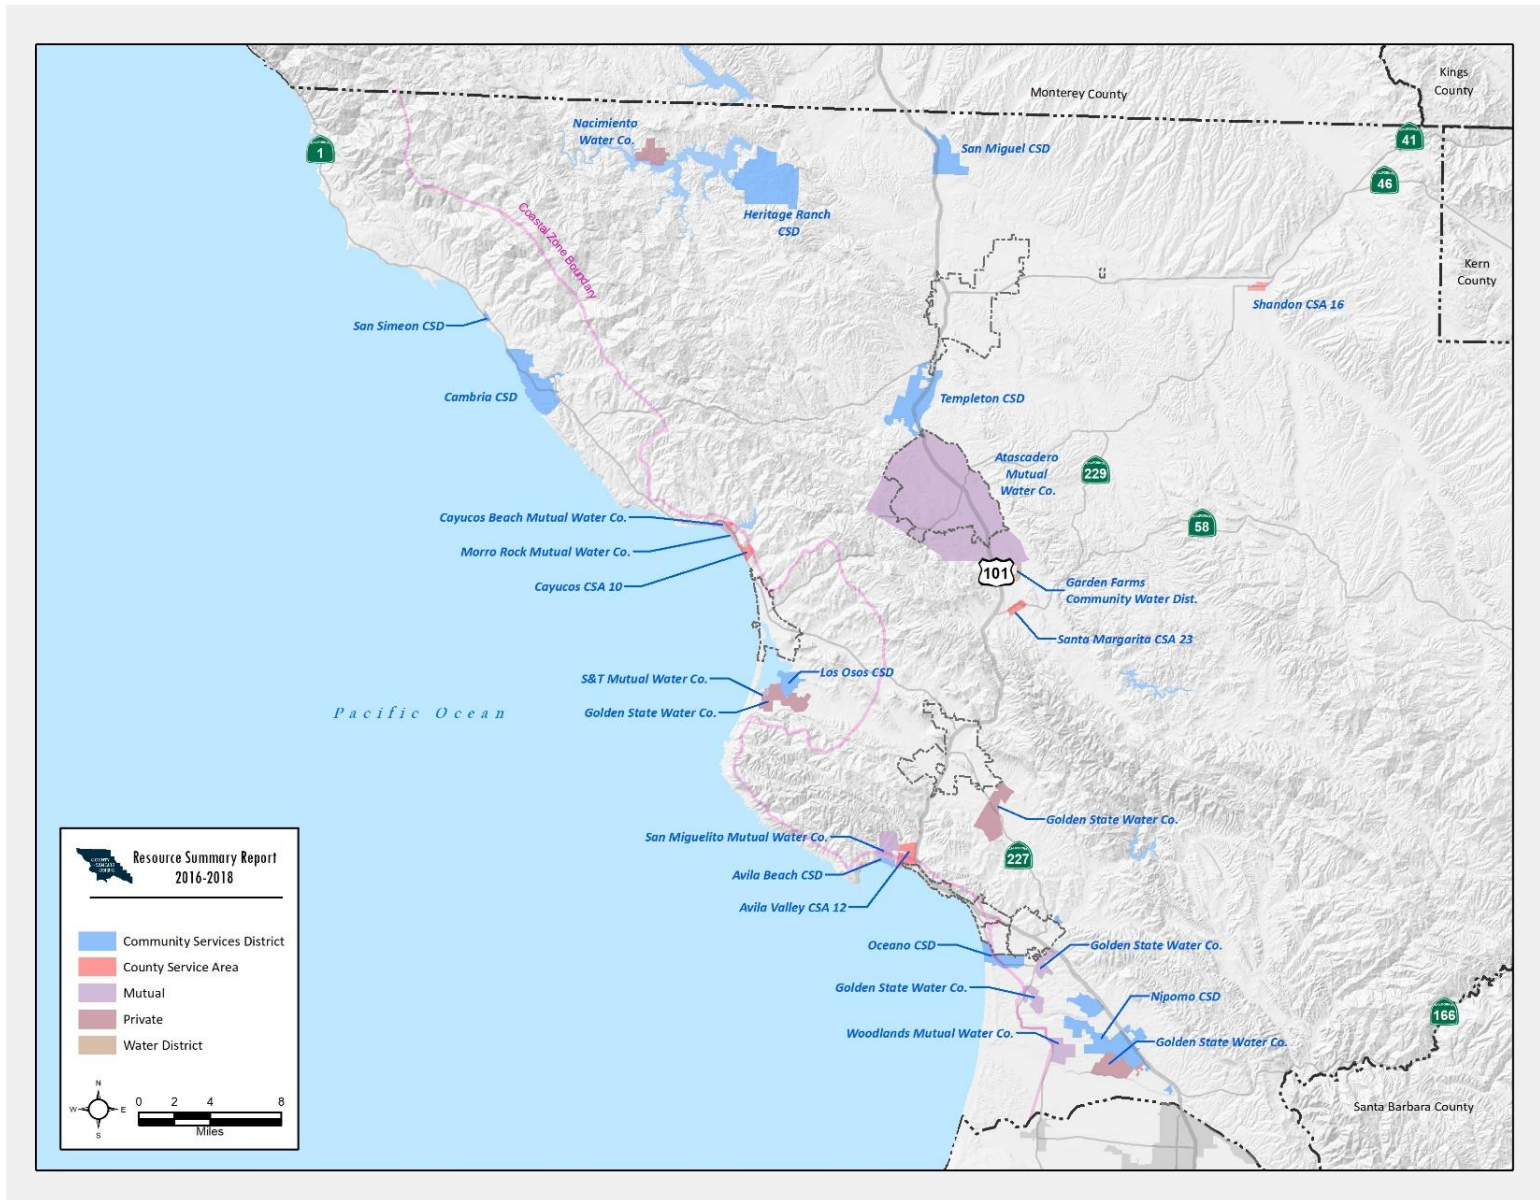 Kings
County
Monterey County
41
1
46
Nacimiento
Water Co.
San Miguel CSD
Heritage Ranch
CSD
Coastal Zone Boundary
Kern
County
Shandon CSA 16
San Simeon CSD
Cambria CSD
Templeton CSD
Atascadero
Mutual
Water Co.
229
Cayucos Beach Mutual Water Co.
58
Morro Rock Mutual Water Co.
101
Cayucos CSA 10
Garden Farms
Community Water Dist.
Santa Margarita CSA 23
S&T Mutual Water Co.
Los Osos CSD
Golden State Water Co.
Pacific Ocean
Golden State Water Co.
San Miguelito Mutual Water Co.
227
Avila Beach CSD
Avila Valley CSA 12
Oceano CSD
Golden State Water Co.
Golden State Water Co.
Nipomo CSD
166
Woodlands Mutual Water Co.
Golden State Water Co.
Santa Barbara County
Resource Summary Report
2016-2018
Community Services District
County Service Area
Mutual
Private
Water District
N
W
E
S
0 2 4 8
Miles